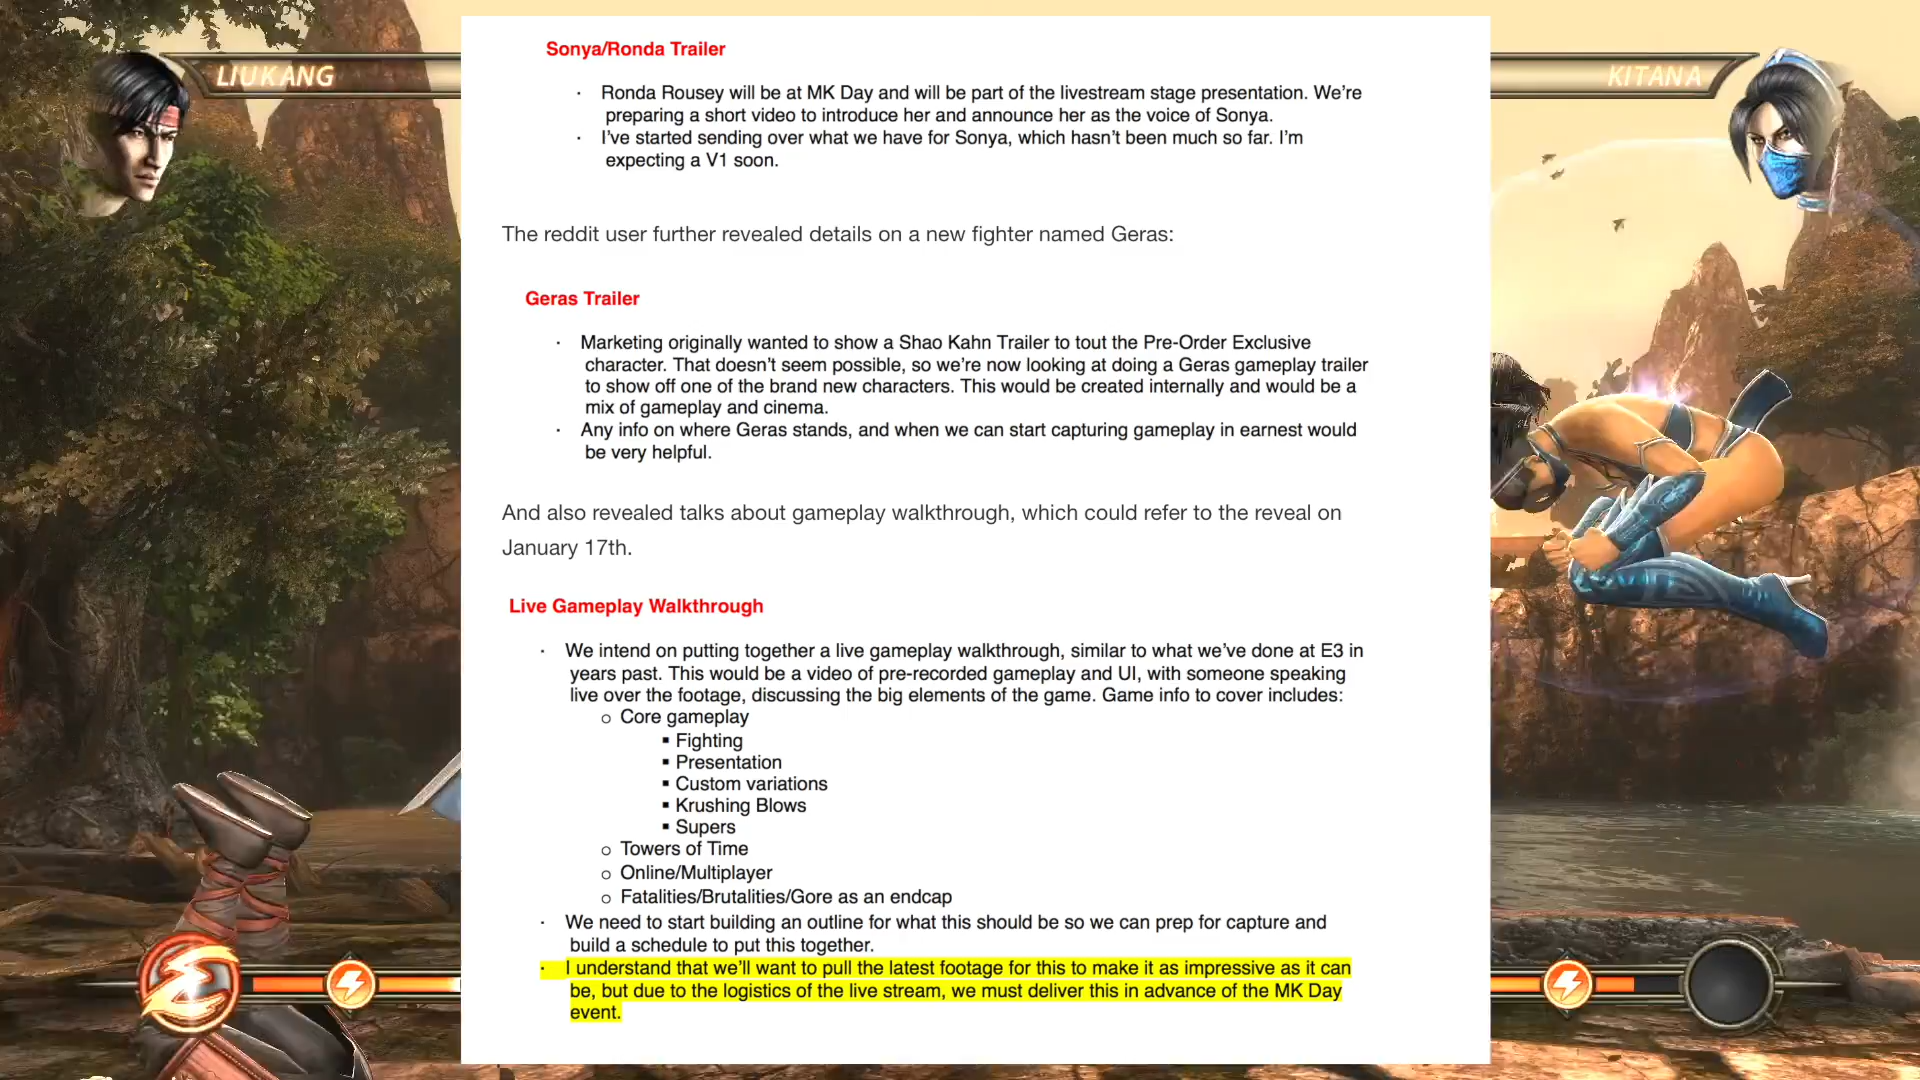 LIUKANG
KITANA
Sonya/Ronda Trailer
· Ronda Rousey will be at MK Day and will be part of the livestream stage presentation. We’re
preparing a short video to introduce her and announce her as the voice of Sonya.
· I’ve started sending over what we have for Sonya, which hasn’t been much so far. I’m
expecting a V1 soon.
The reddit user further revealed details on a new fighter named Geras:
Geras Trailer
· Marketing originally wanted to show a Shao Kahn Trailer to tout the Pre-Order Exclusive
character. That doesn’t seem possible, so we’re now looking at doing a Geras gameplay trailer
to show off one of the brand new characters. This would be created internally and would be a
mix of gameplay and cinema.
· Any info on where Geras stands, and when we can start capturing gameplay in earnest would
be very helpful.
And also revealed talks about gameplay walkthrough, which could refer to the reveal on
January 17th.
Live Gameplay Walkthrough
· We intend on putting together a live gameplay walkthrough, similar to what we’ve done at E3 in
years past. This would be a video of pre-recorded gameplay and UI, with someone speaking
live over the footage, discussing the big elements of the game. Game info to cover includes:
o Core gameplay
▪ Fighting
▪ Presentation
▪ Custom variations
▪ Krushing Blows
▪ Supers
o Towers of Time
o Online/Multiplayer
o Fatalities/Brutalities/Gore as an endcap
· We need to start building an outline for what this should be so we can prep for capture and
build a schedule to put this together.
· I understand that we’ll want to pull the latest footage for this to make it as impressive as it can
be, but due to the logistics of the live stream, we must deliver this in advance of the MK Day
event.